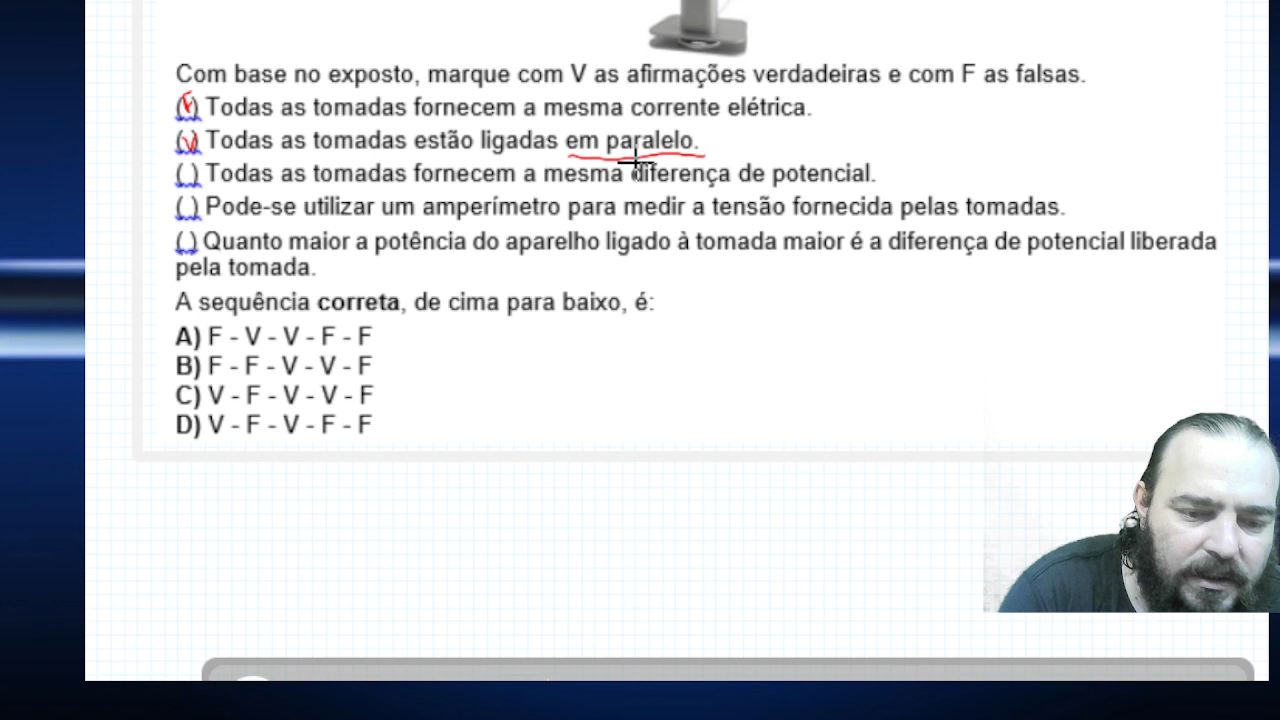 Com base no exposto, marque com V as afirmações verdadeiras e com F as falsas.
( ) Todas as tomadas fornecem a mesma corrente elétrica.
(V) Todas as tomadas estão ligadas em paralelo.
( ) Todas as tomadas fornecem a mesma diferença de potencial.
( ) Pode-se utilizar um amperímetro para medir a tensão fornecida pelas tomadas.
( ) Quanto maior a potência do aparelho ligado à tomada maior é a diferença de potencial liberada
pela tomada.
A sequência correta, de cima para baixo, é:
A) F - V - V - F - F
B) F - F - V - V - F
C) V - F - V - V - F
D) V - F - V - F - F